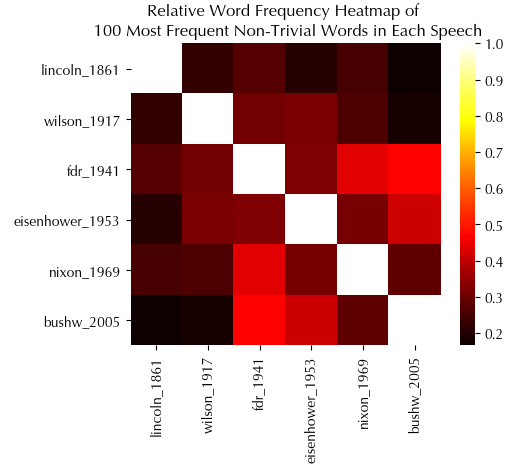 Relative Word Frequency Heatmap of
100 Most Frequent Non-Trivial Words in Each Speech
lincoln_1861
wilson_1917
fdr_1941
eisenhower_1953
nixon_1969
bushw_2005
lincoln_1861
wilson_1917
fdr_1941
eisenhower_1953
nixon_1969
bushw_2005
1.0
0.9
0.8
0.7
0.6
0.5
0.4
0.3
0.2